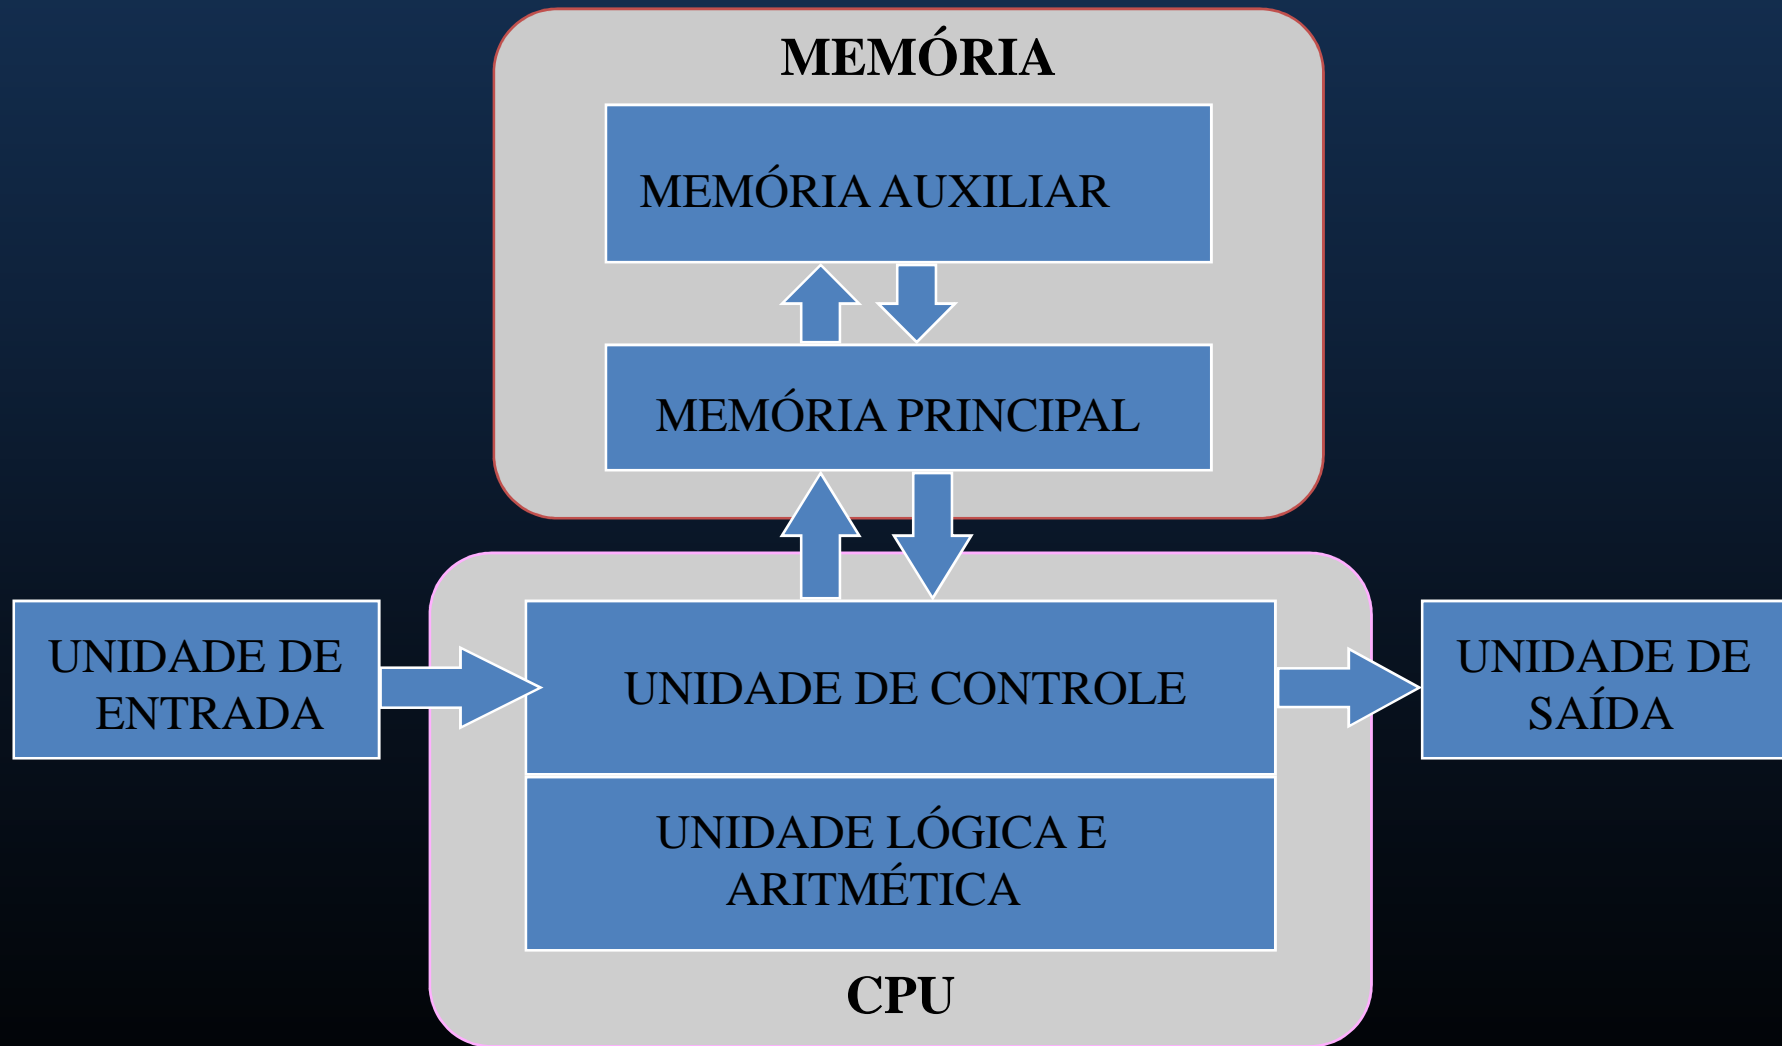 MEMÓRIA
MEMÓRIA AUXILIAR
MEMÓRIA PRINCIPAL
UNIDADE DE
ENTRADA
UNIDADE DE CONTROLE
UNIDADE DE
SAÍDA
UNIDADE LÓGICA E
ARITMÉTICA
CPU